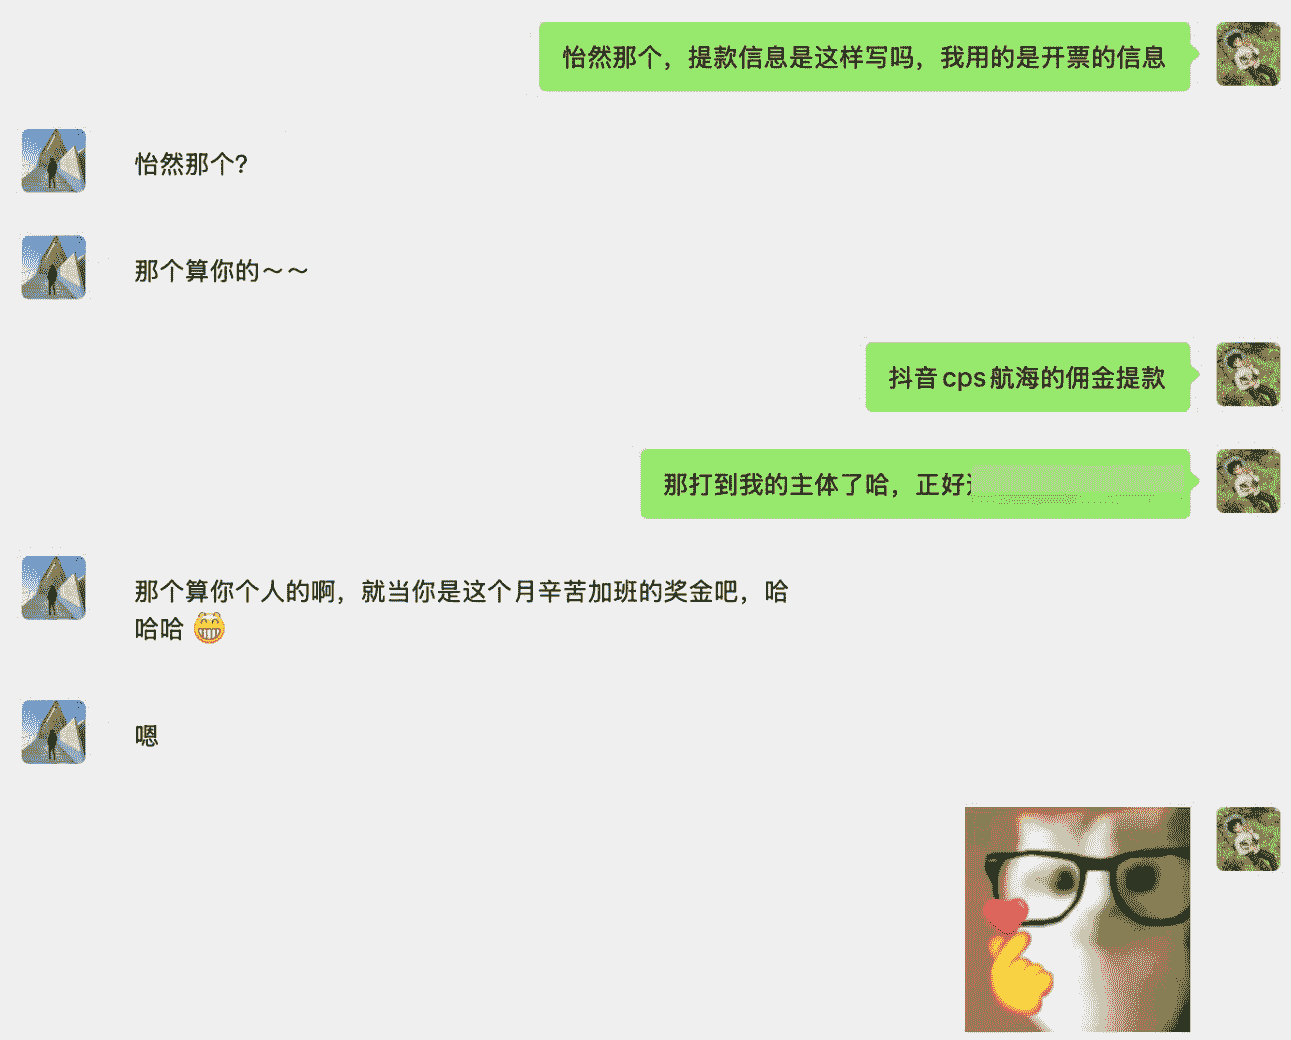 怡然那个，提款信息是这样写吗，我用的是开票的信息
怡然那个?
那个算你的～～
抖音cps航海的佣金提款
那打到我的主体了哈，正好
那个算你个人的啊，就当你是这个月辛苦加班的奖金吧，哈
哈哈
嗯